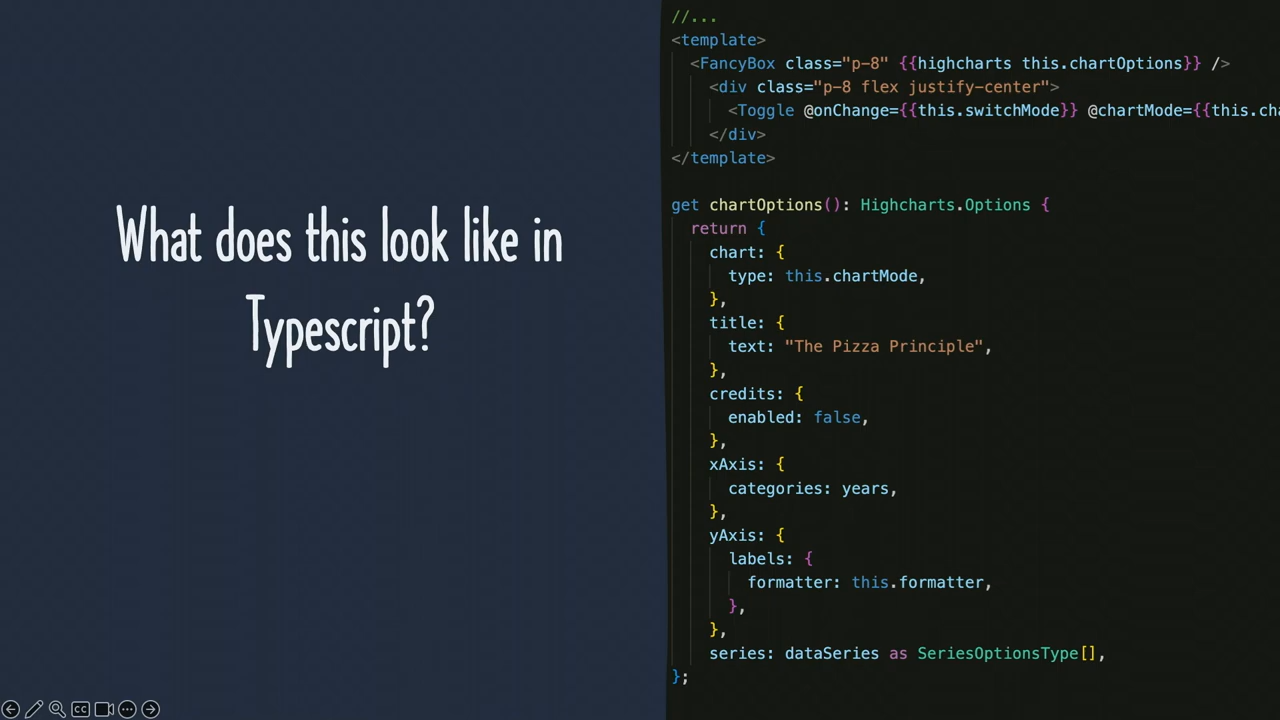 What does this look like in
Typescript?
//...
<template>
<FancyBox class="p-8" {{highcharts this.chartOptions}} />
<div class="p-8 flex justify-center">
<Toggle @onChange={{this.switchMode}} @chartMode={{this.cha
</div>
</template>
get chartOptions(): Highcharts.Options {
return {
chart: {
type: this.chartMode,
},
title: {
text: "The Pizza Principle",
},
credits: {
enabled: false,
},
xAxis: {
categories: years,
},
yAxis: {
labels: {
formatter: this.formatter,
},
},
series: dataSeries as SeriesOptionsType[],
};
CC